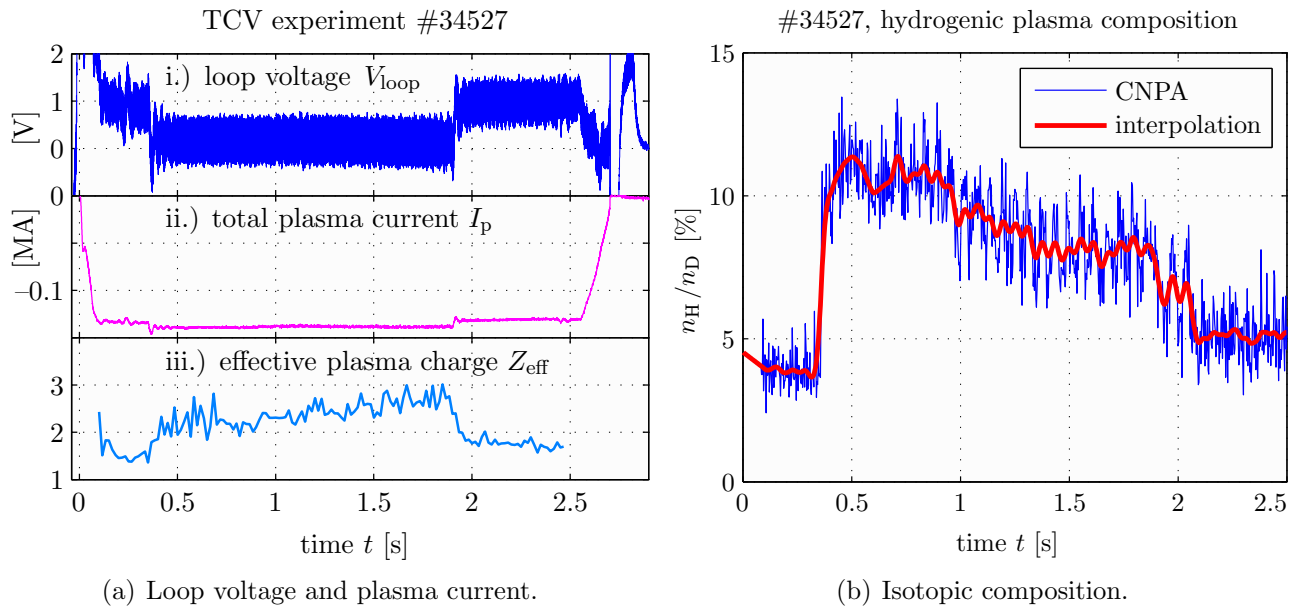 TCV experiment #34527
i.) loop voltage V_loop
[V]
2
1
0
0
ii.) total plasma current I_p
[MA]
−0.1
iii.) effective plasma charge Z_eff
3
2
1
0 0.5 1 1.5 2 2.5
time t [s]
(a) Loop voltage and plasma current.
#34527, hydrogenic plasma composition
CNPA
interpolation
n_H/n_D [%]
15
10
5
0
0 0.5 1 1.5 2 2.5
time t [s]
(b) Isotopic composition.